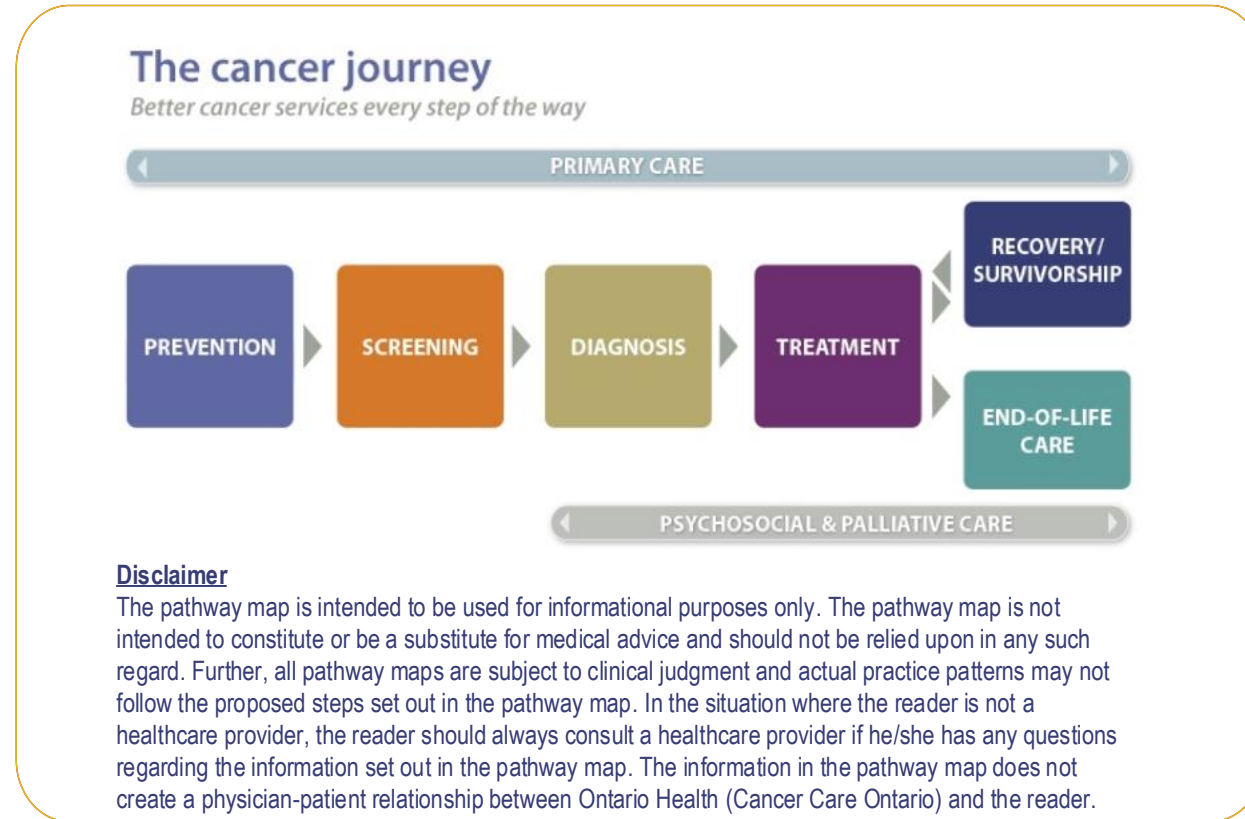 The cancer journey
Better cancer services every step of the way
PRIMARY CARE
PREVENTION
SCREENING
DIAGNOSIS
TREATMENT
RECOVERY/
SURVIVORSHIP
END-OF-LIFE
CARE
PSYCHOSOCIAL & PALLIATIVE CARE
Disclaimer
The pathway map is intended to be used for informational purposes only. The pathway map is not
intended to constitute or be a substitute for medical advice and should not be relied upon in any such
regard. Further, all pathway maps are subject to clinical judgment and actual practice patterns may not
follow the proposed steps set out in the pathway map. In the situation where the reader is not a
healthcare provider, the reader should always consult a healthcare provider if he/she has any questions
regarding the information set out in the pathway map. The information in the pathway map does not
create a physician-patient relationship between Ontario Health (Cancer Care Ontario) and the reader.